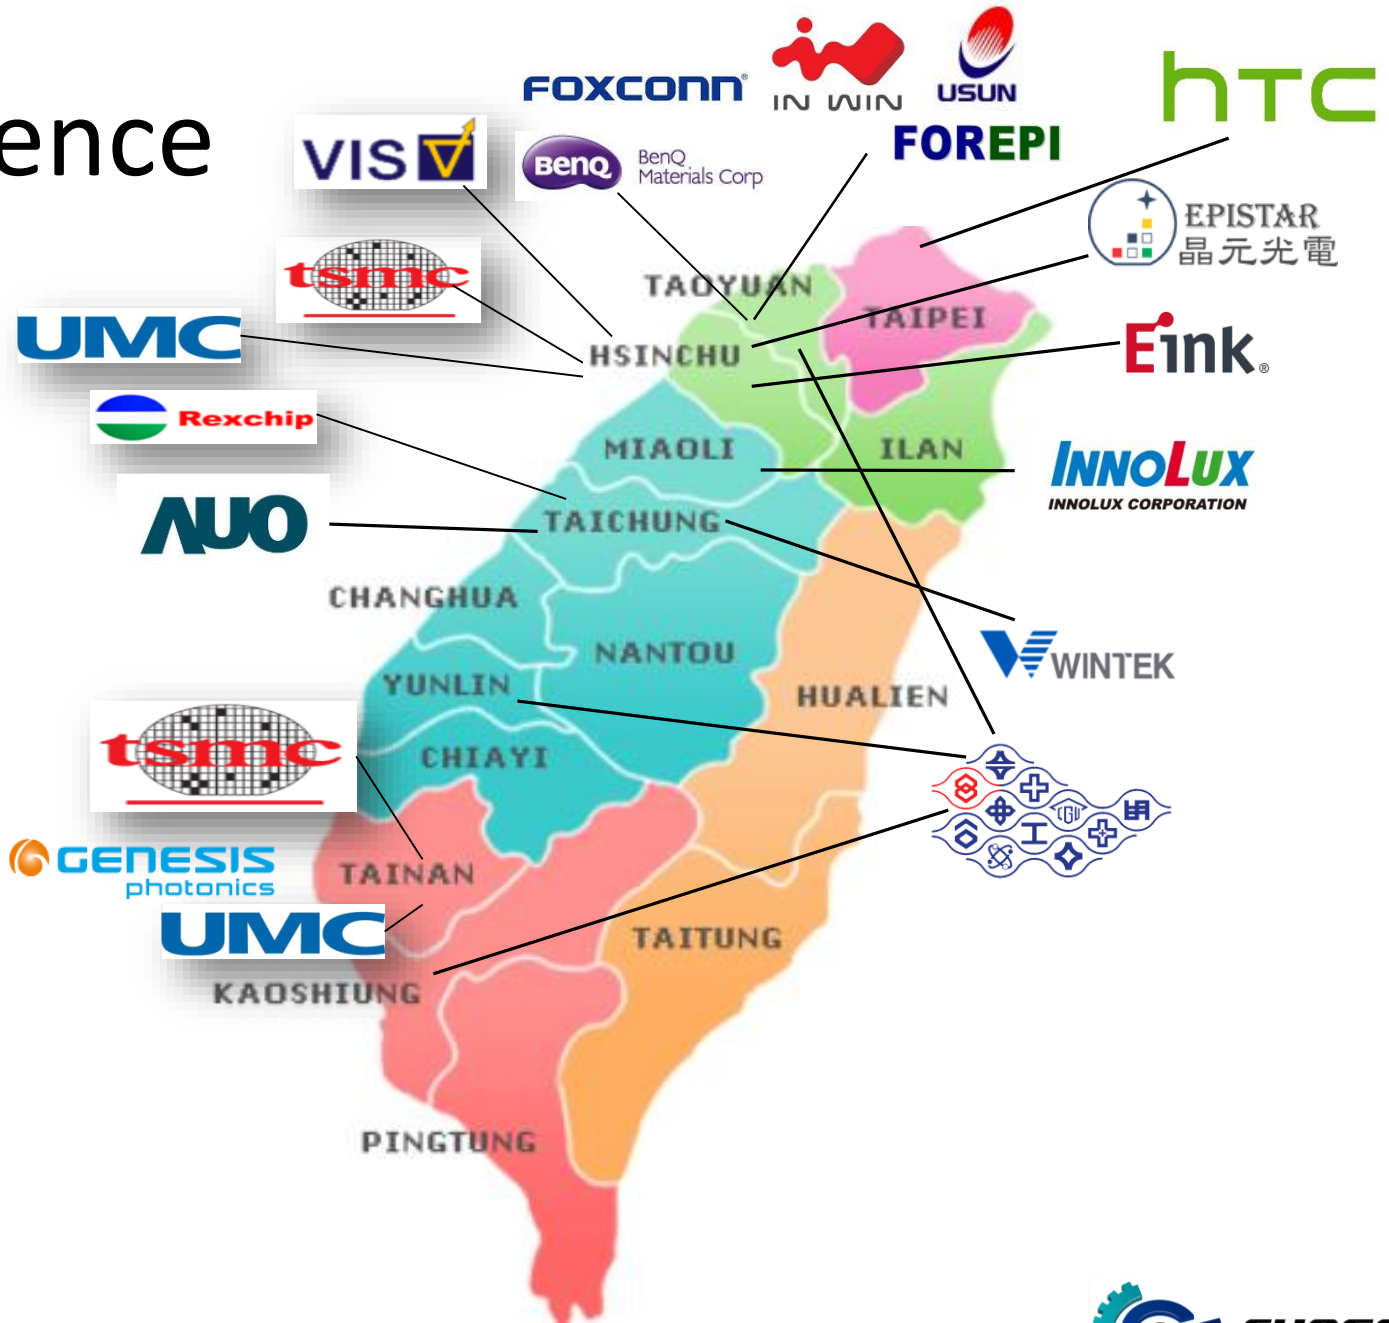 ence
FOXCONN®
IN WIN
USUN
hTC
VIS
BenQ
BenQ
Materials Corp
FOREPI
EPISTAR
晶元光電
tsmc
TAOYUAN
TAIPEI
UMC
HSINCHU
Eink®
Rexchip
MIAOLI
ILAN
INNOLUX
INNOLUX CORPORATION
AUO
TAICHUNG
CHANGHUA
NANTOU
WINTEK
YUNLIN
HUALIEN
tsmc
CHIAYI
GENESIS
photonics
TAINAN
UMC
TAITUNG
KAOSHIUNG
PINGTUNG